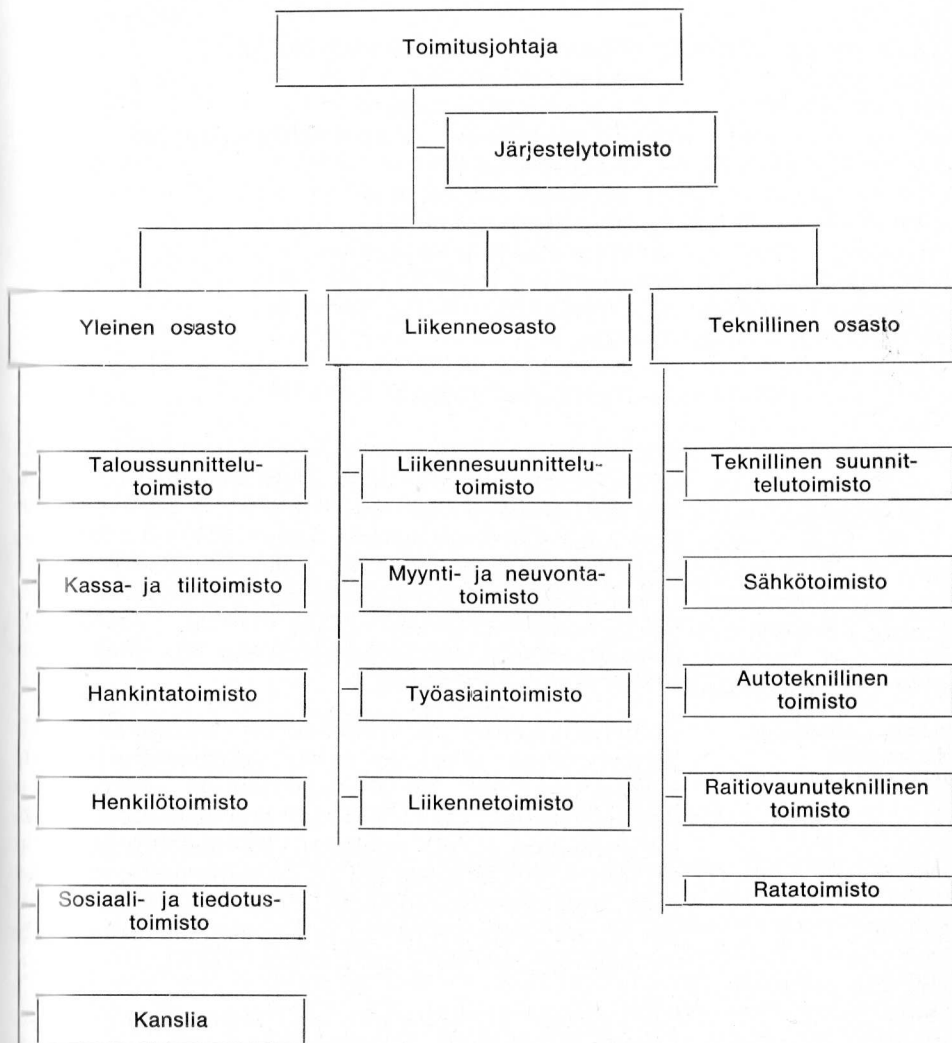 Toimitusjohtaja
Järjestelytoimisto
Yleinen osasto
Liikenneosasto
Teknillinen osasto
Taloussunnittelu-
toimisto
Kassa- ja tilitoimisto
Hankintatoimisto
Henkilötoimisto
Sosiaali- ja tiedotus-
toimisto
Kanslia
Liikennesuunnittelu-
toimisto
Myynti- ja neuvonta-
toimisto
Työasiaintoimisto
Liikennetoimisto
Teknillinen suunnit-
telutoimisto
Sähkötoimisto
Autoteknillinen
toimisto
Raitiovaunuteknillinen
toimisto
Ratatoimisto